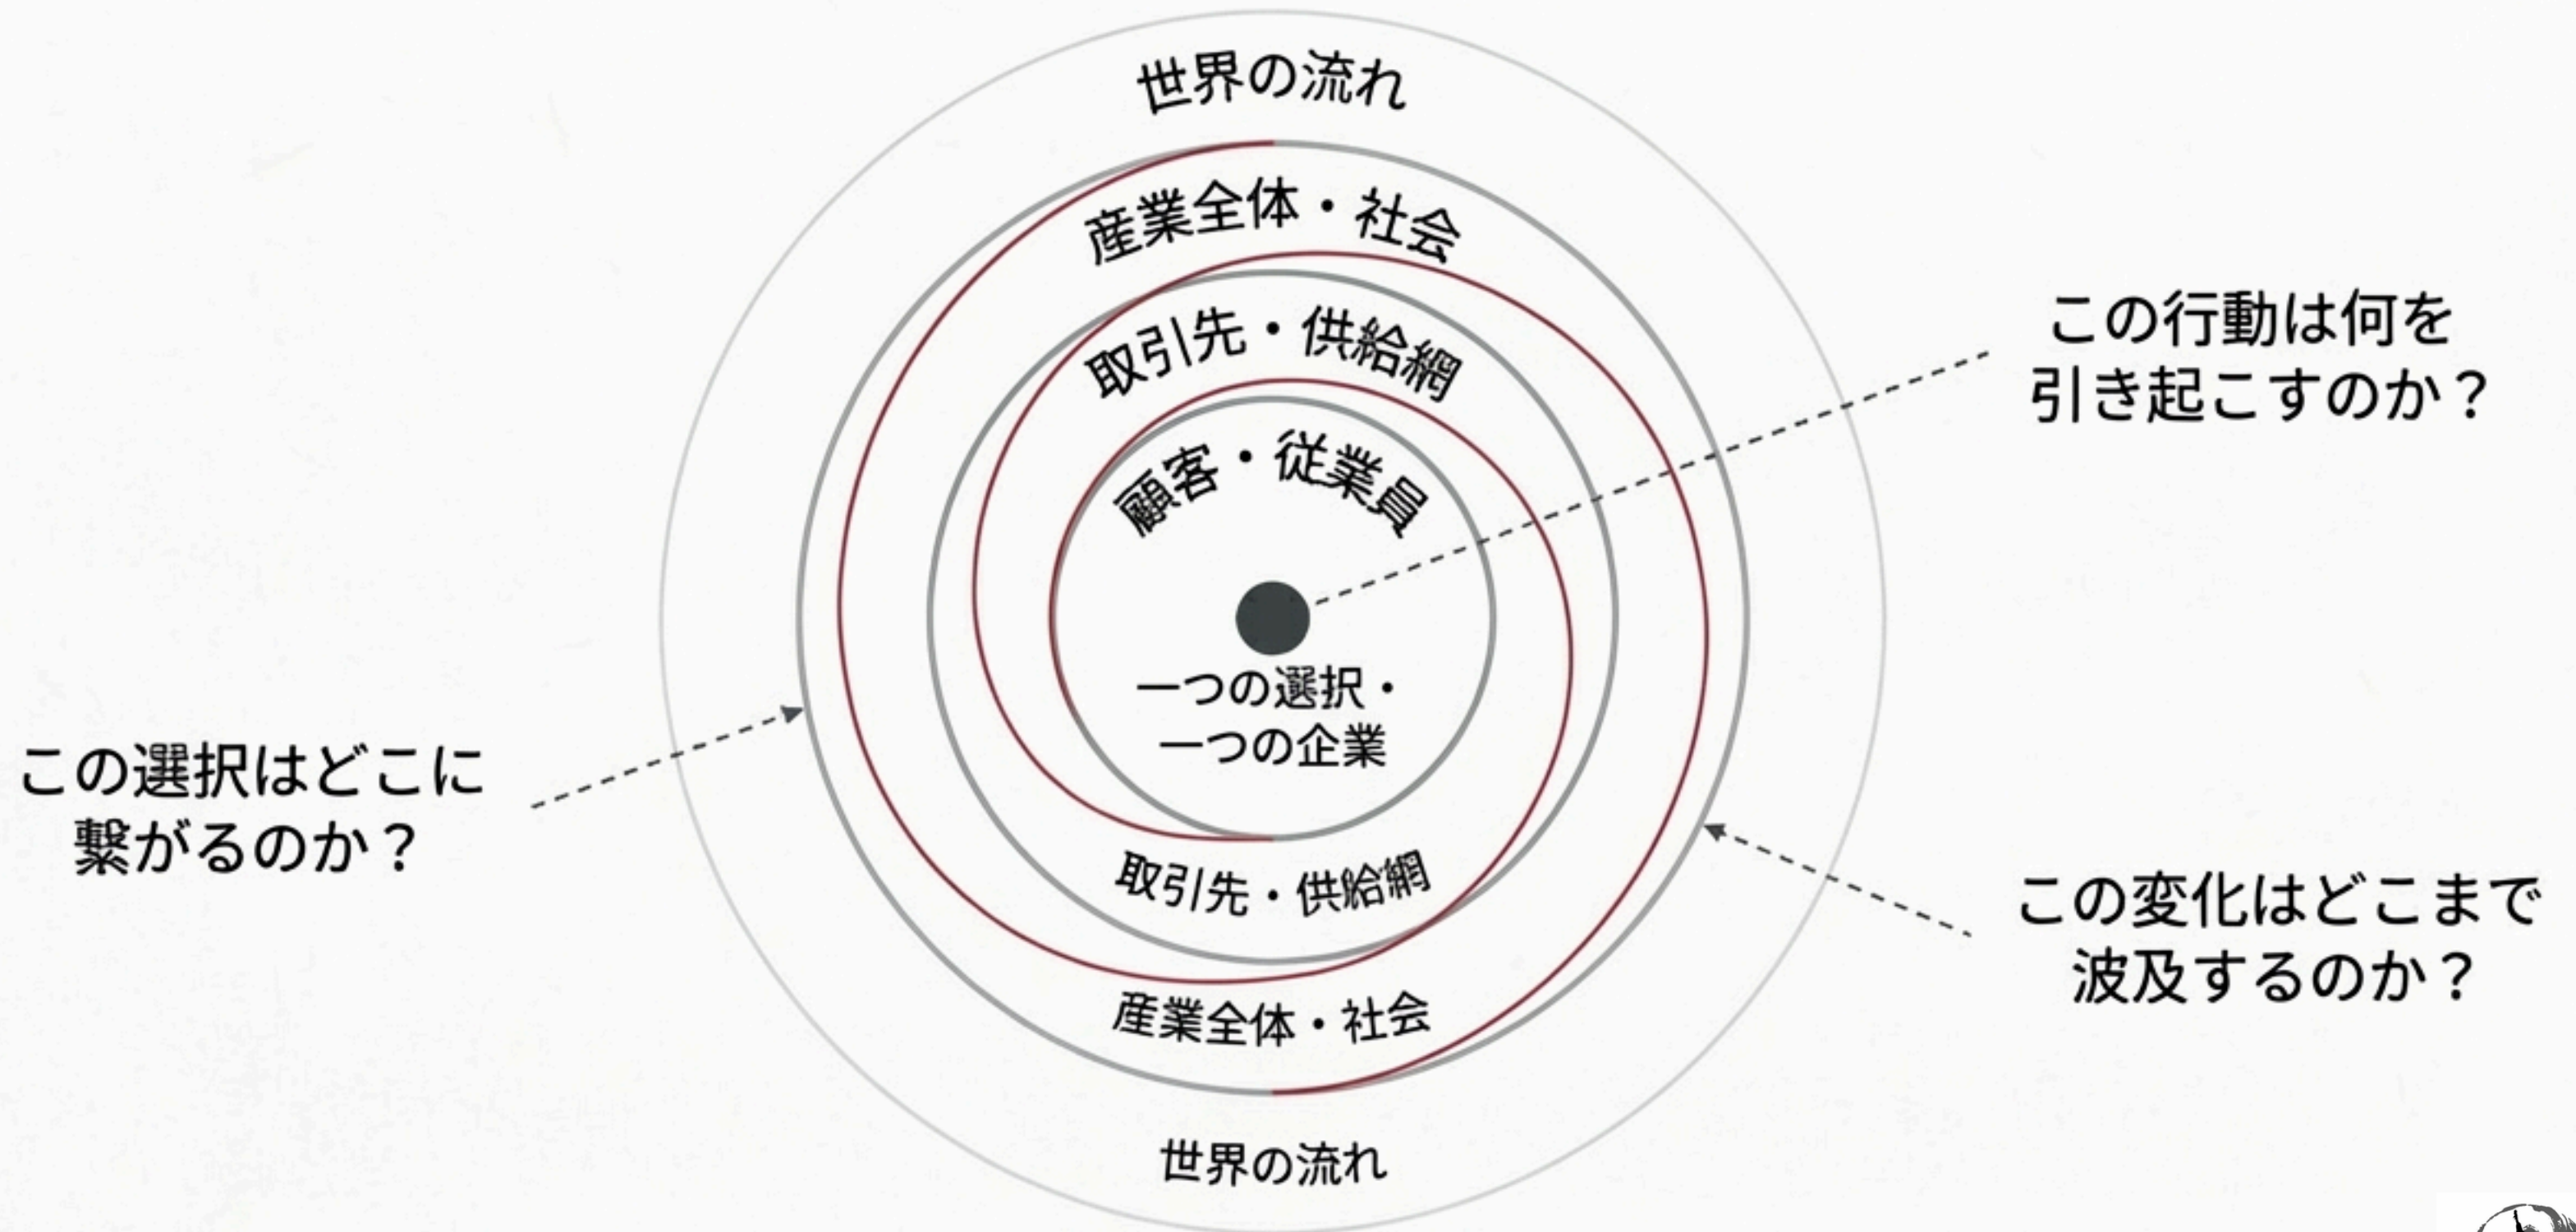 世界の流れ
産業全体・社会
取引先・供給網
顧客・従業員
一つの選択・
一つの企業
取引先・供給網
産業全体・社会
世界の流れ
この行動は何を
引き起こすのか？
この選択はどこに
繋がるのか？
この変化はどこまで
波及するのか？